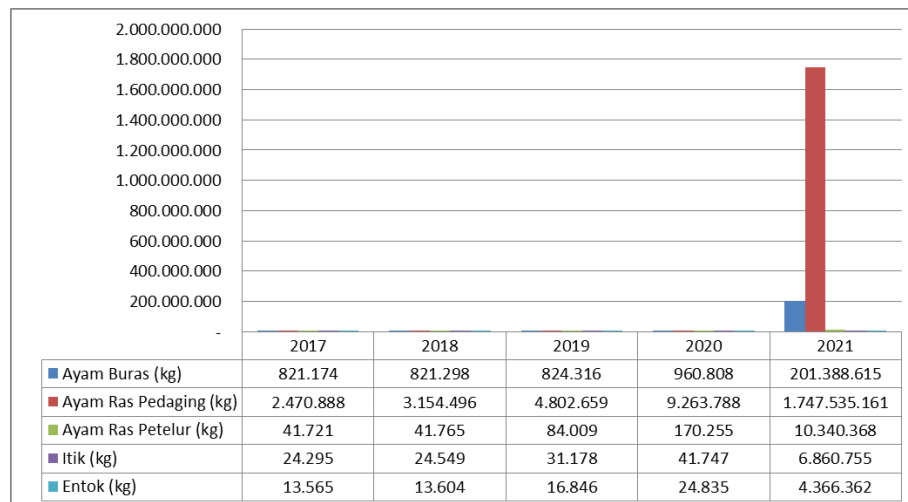 2.000.000.000
1.800.000.000
1.600.000.000
1.400.000.000
1.200.000.000
1.000.000.000
800.000.000
600.000.000
400.000.000
200.000.000
-
2017 2018 2019 2020 2021
Ayam Buras (kg) 821.174 821.298 824.316 960.808 201.388.615
Ayam Ras Pedaging (kg) 2.470.888 3.154.496 4.802.659 9.263.788 1.747.535.161
Ayam Ras Petelur (kg) 41.721 41.765 84.009 170.255 10.340.368
Itik (kg) 24.295 24.549 31.178 41.747 6.860.755
Entok (kg) 13.565 13.604 16.846 24.835 4.366.362